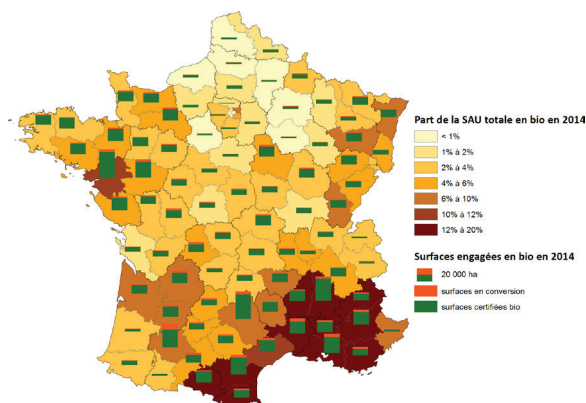 Part de la SAU totale en bio en 2014
< 1%
1% à 2%
2% à 4%
4% à 6%
6% à 10%
10% à 12%
12% à 20%
Surfaces engagées en bio en 2014
20 000 ha
surfaces en conversion
surfaces certifiées bio